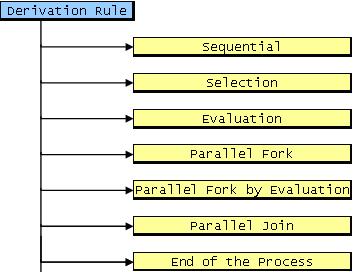 Derivation Rule
Sequential
Selection
Evaluation
Parallel Fork
Parallel Fork by Evaluation
Parallel Join
End of the Process